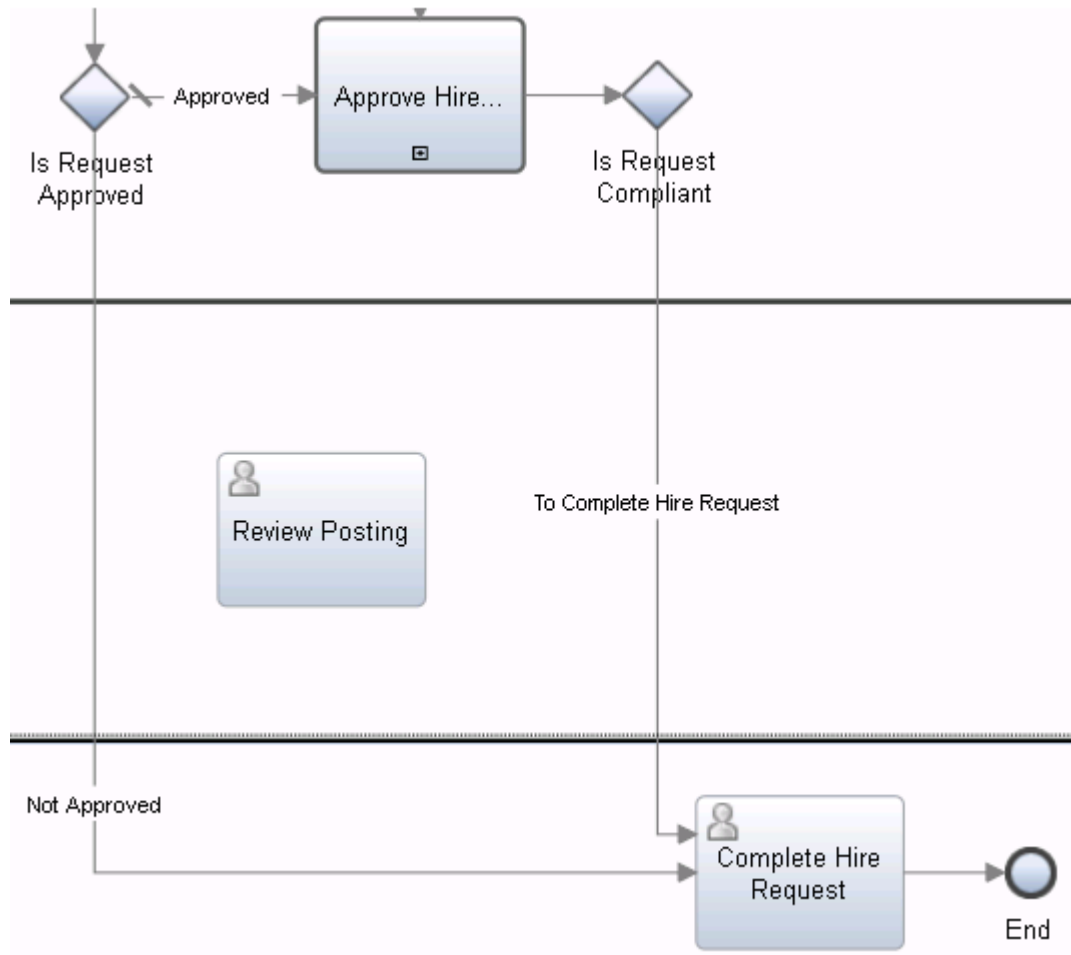 Approved
Approve Hire...
Is Request
Approved
Is Request
Compliant
Review Posting
To Complete Hire Request
Not Approved
Complete Hire
Request
End